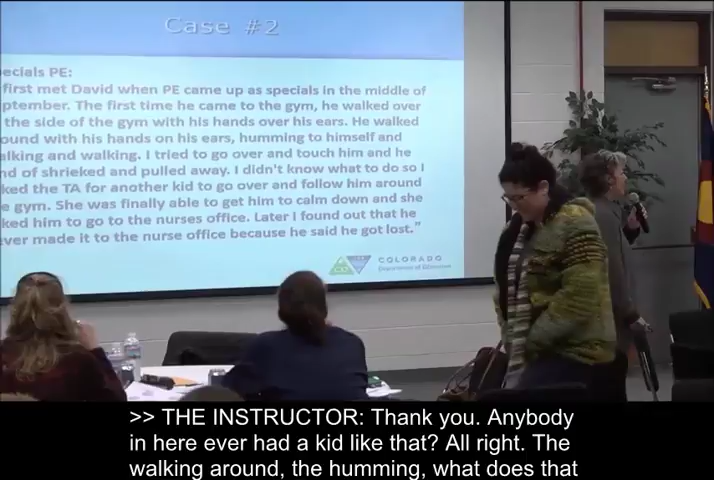 Case #2
ecials PE:
first met David when PE came up as specials in the middle of
ptember. The first time he came to the gym, he walked over
the side of the gym with his hands over his ears. He walked
ound with his hands on his ears, humming to himself and
alking and walking. I tried to go over and touch him and he
nd of shrieked and pulled away. I didn't know what to do so I
ked the TA for another kid to go over and follow him around
e gym. She was finally able to get him to calm down and she
ked him to go to the nurses office. Later I found out that he
ever made it to the nurse office because he said he got lost."
COLORADO
Department of Education
>> THE INSTRUCTOR: Thank you. Anybody
in here ever had a kid like that? All right. The
walking around, the humming, what does that